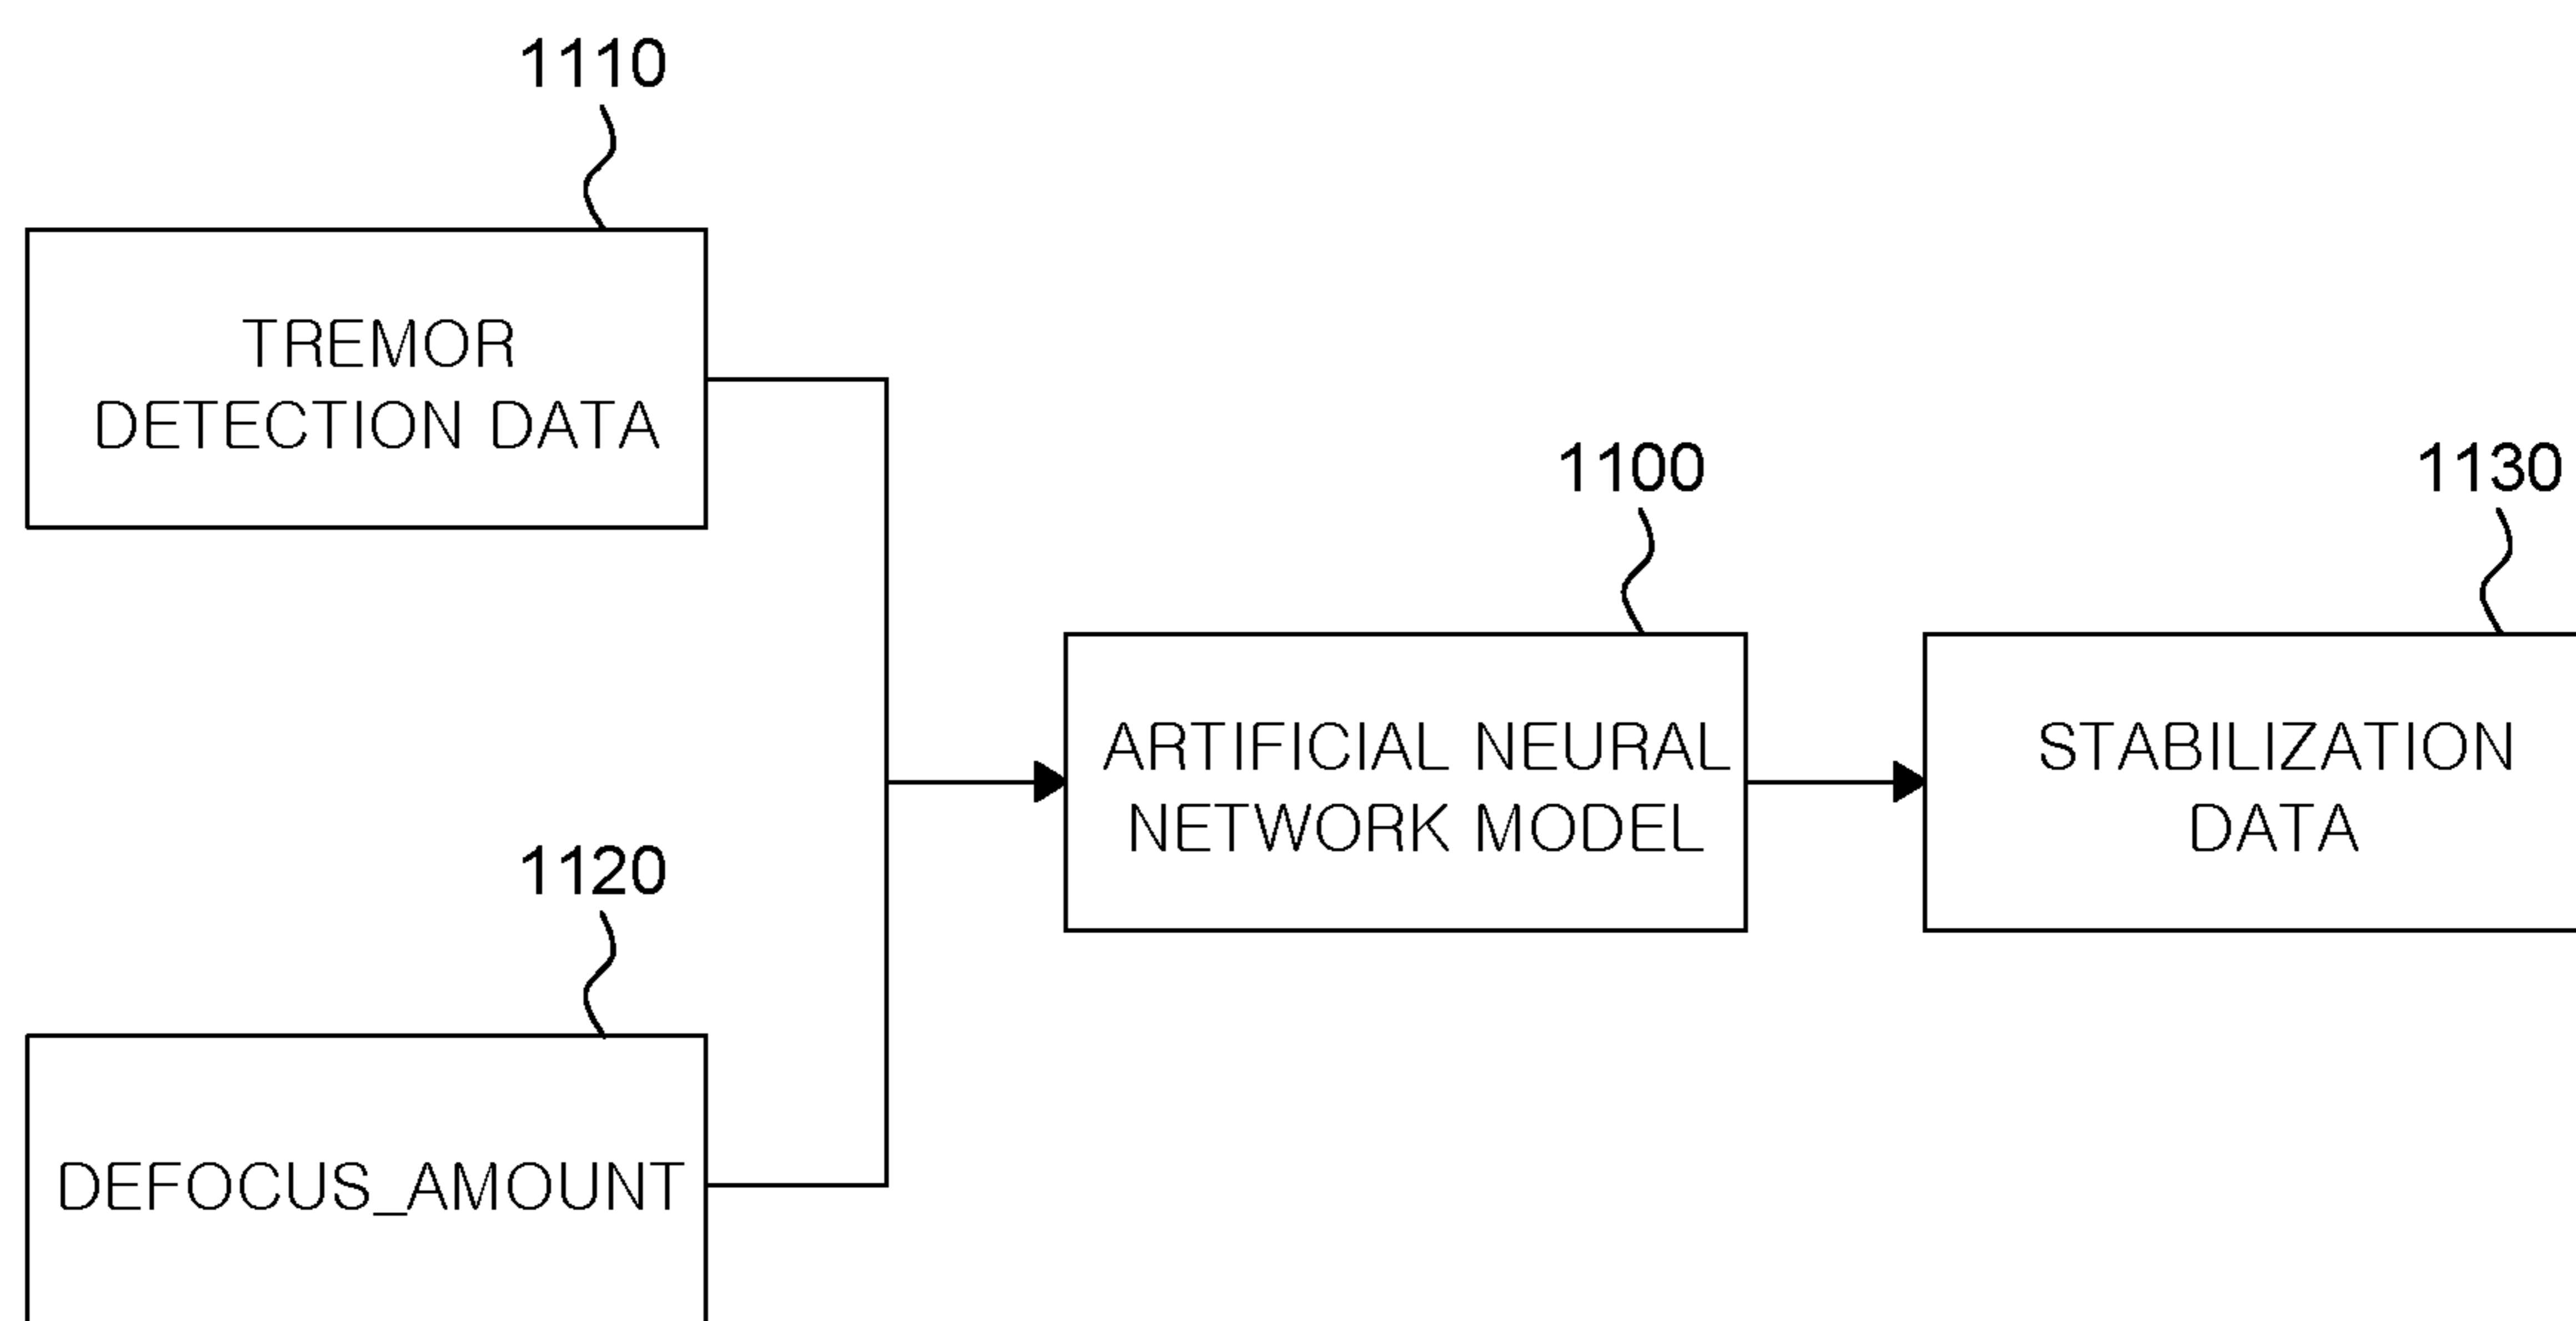 1110
TREMOR
DETECTION DATA
1100
ARTIFICIAL NEURAL
NETWORK MODEL
1130
STABILIZATION
DATA
1120
DEFOCUS_AMOUNT